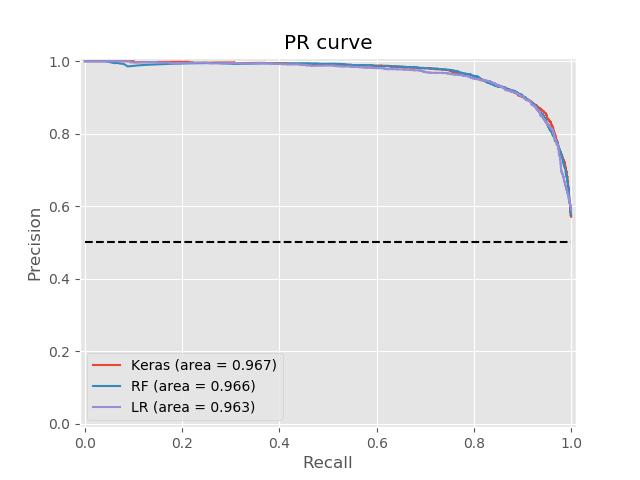 PR curve
Precision
1.0
0.8
0.6
0.4
0.2
0.0
Keras (area = 0.967)
RF (area = 0.966)
LR (area = 0.963)
0.0 0.2 0.4 0.6 0.8 1.0
Recall